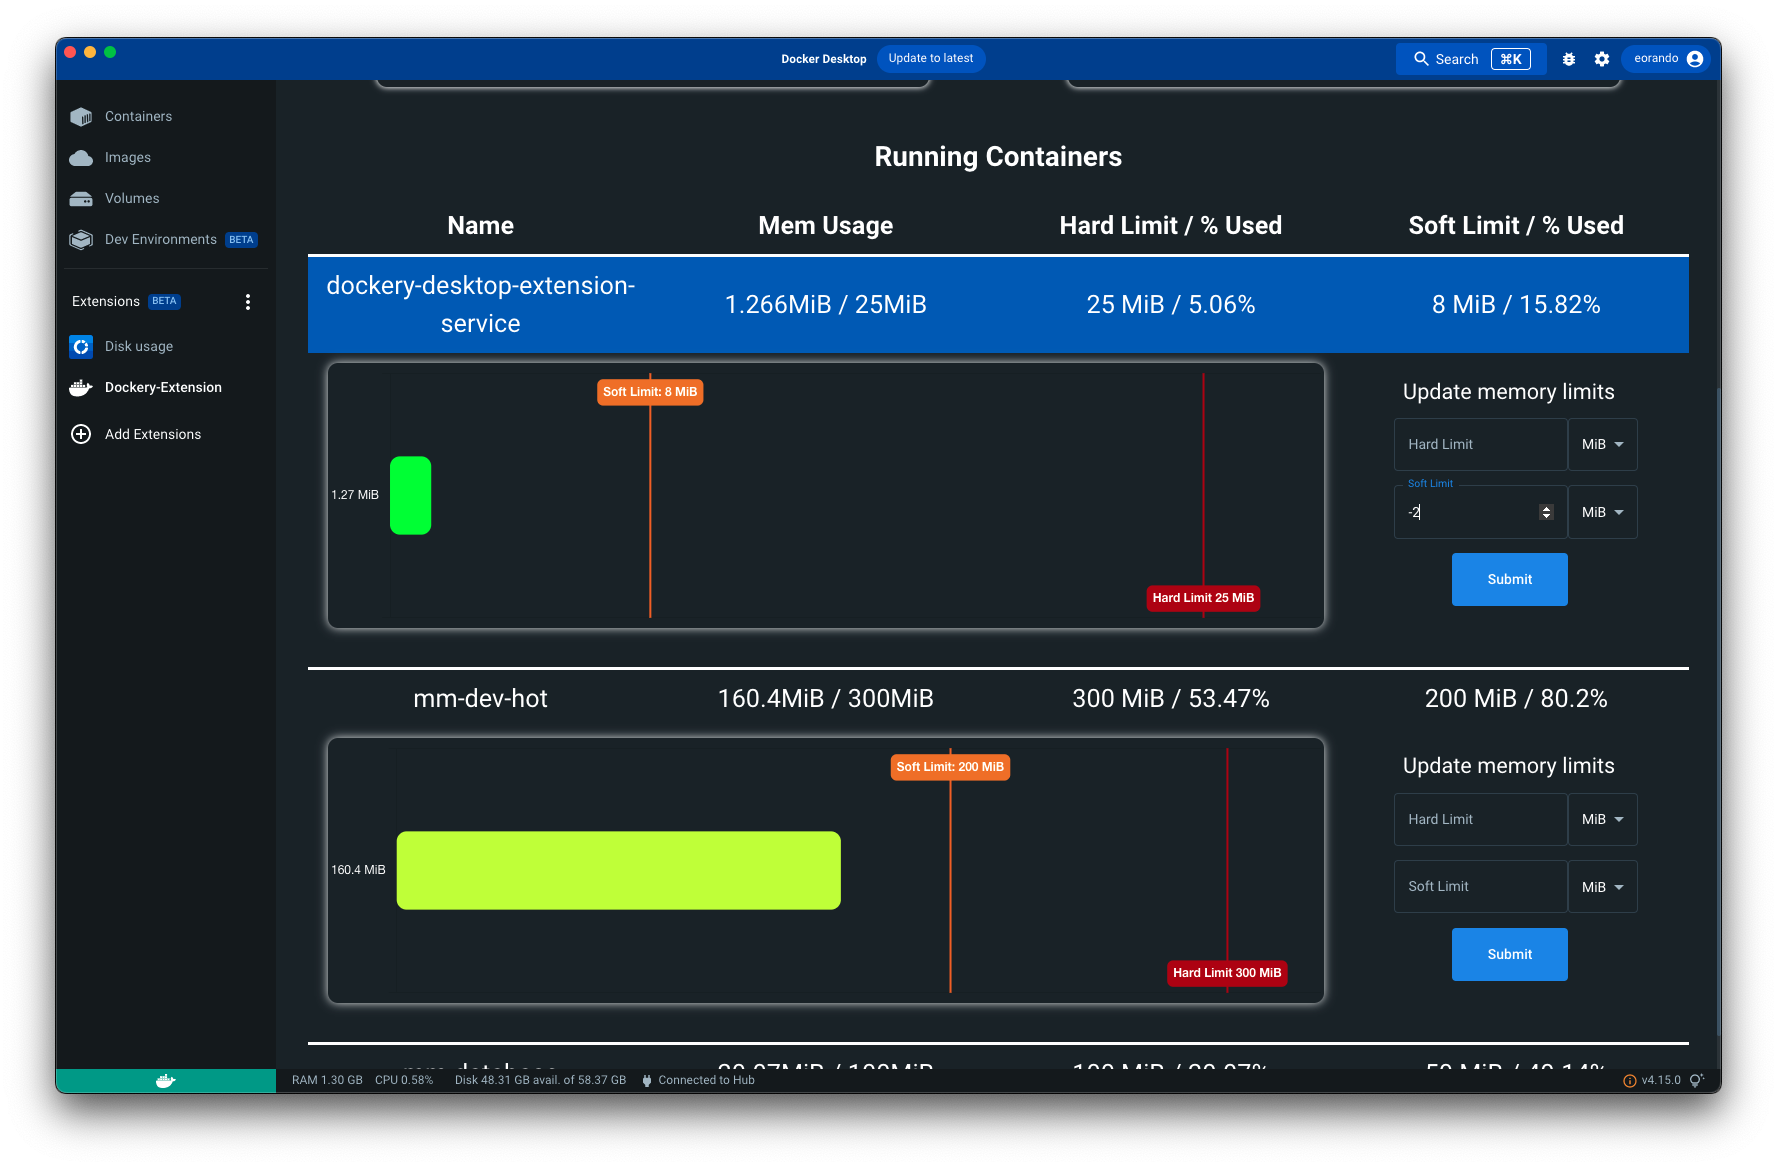 Docker Desktop
Update to latest
Search
⌘K
eorando
Containers
Images
Volumes
Dev Environments BETA
Extensions BETA
Disk usage
Dockery-Extension
Add Extensions
Running Containers
Name Mem Usage Hard Limit / % Used Soft Limit / % Used
dockery-desktop-extension-
service
1.266MiB / 25MiB
25 MiB / 5.06%
8 MiB / 15.82%
Soft Limit: 8 MiB
1.27 MiB
Hard Limit 25 MiB
Update memory limits
Hard Limit MiB
Soft Limit
-2 MiB
Submit
mm-dev-hot 160.4MiB / 300MiB 300 MiB / 53.47% 200 MiB / 80.2%
Soft Limit: 200 MiB
160.4 MiB
Hard Limit 300 MiB
Update memory limits
Hard Limit MiB
Soft Limit MiB
Submit
RAM 1.30 GB CPU 0.58% Disk 48.31 GB avail. of 58.37 GB Connected to Hub
v4.15.0